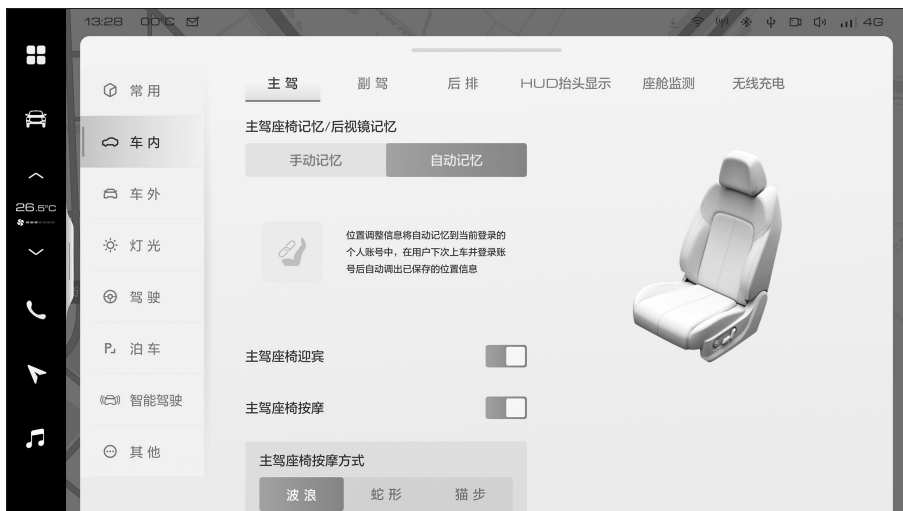 13:28 00°C
4G
26.5°C
常用
车内
车外
灯光
驾驶
P 泊车
智能驾驶
其他
主驾 副驾 后排 HUD抬头显示 座舱监测 无线充电
主驾座椅记忆/后视镜记忆
手动记忆 自动记忆
位置调整信息将自动记忆到当前登录的
个人账号中，在用户下次上车并登录账
号后自动调出已保存的位置信息
主驾座椅迎宾
主驾座椅按摩
主驾座椅按摩方式
波浪 蛇形 猫步